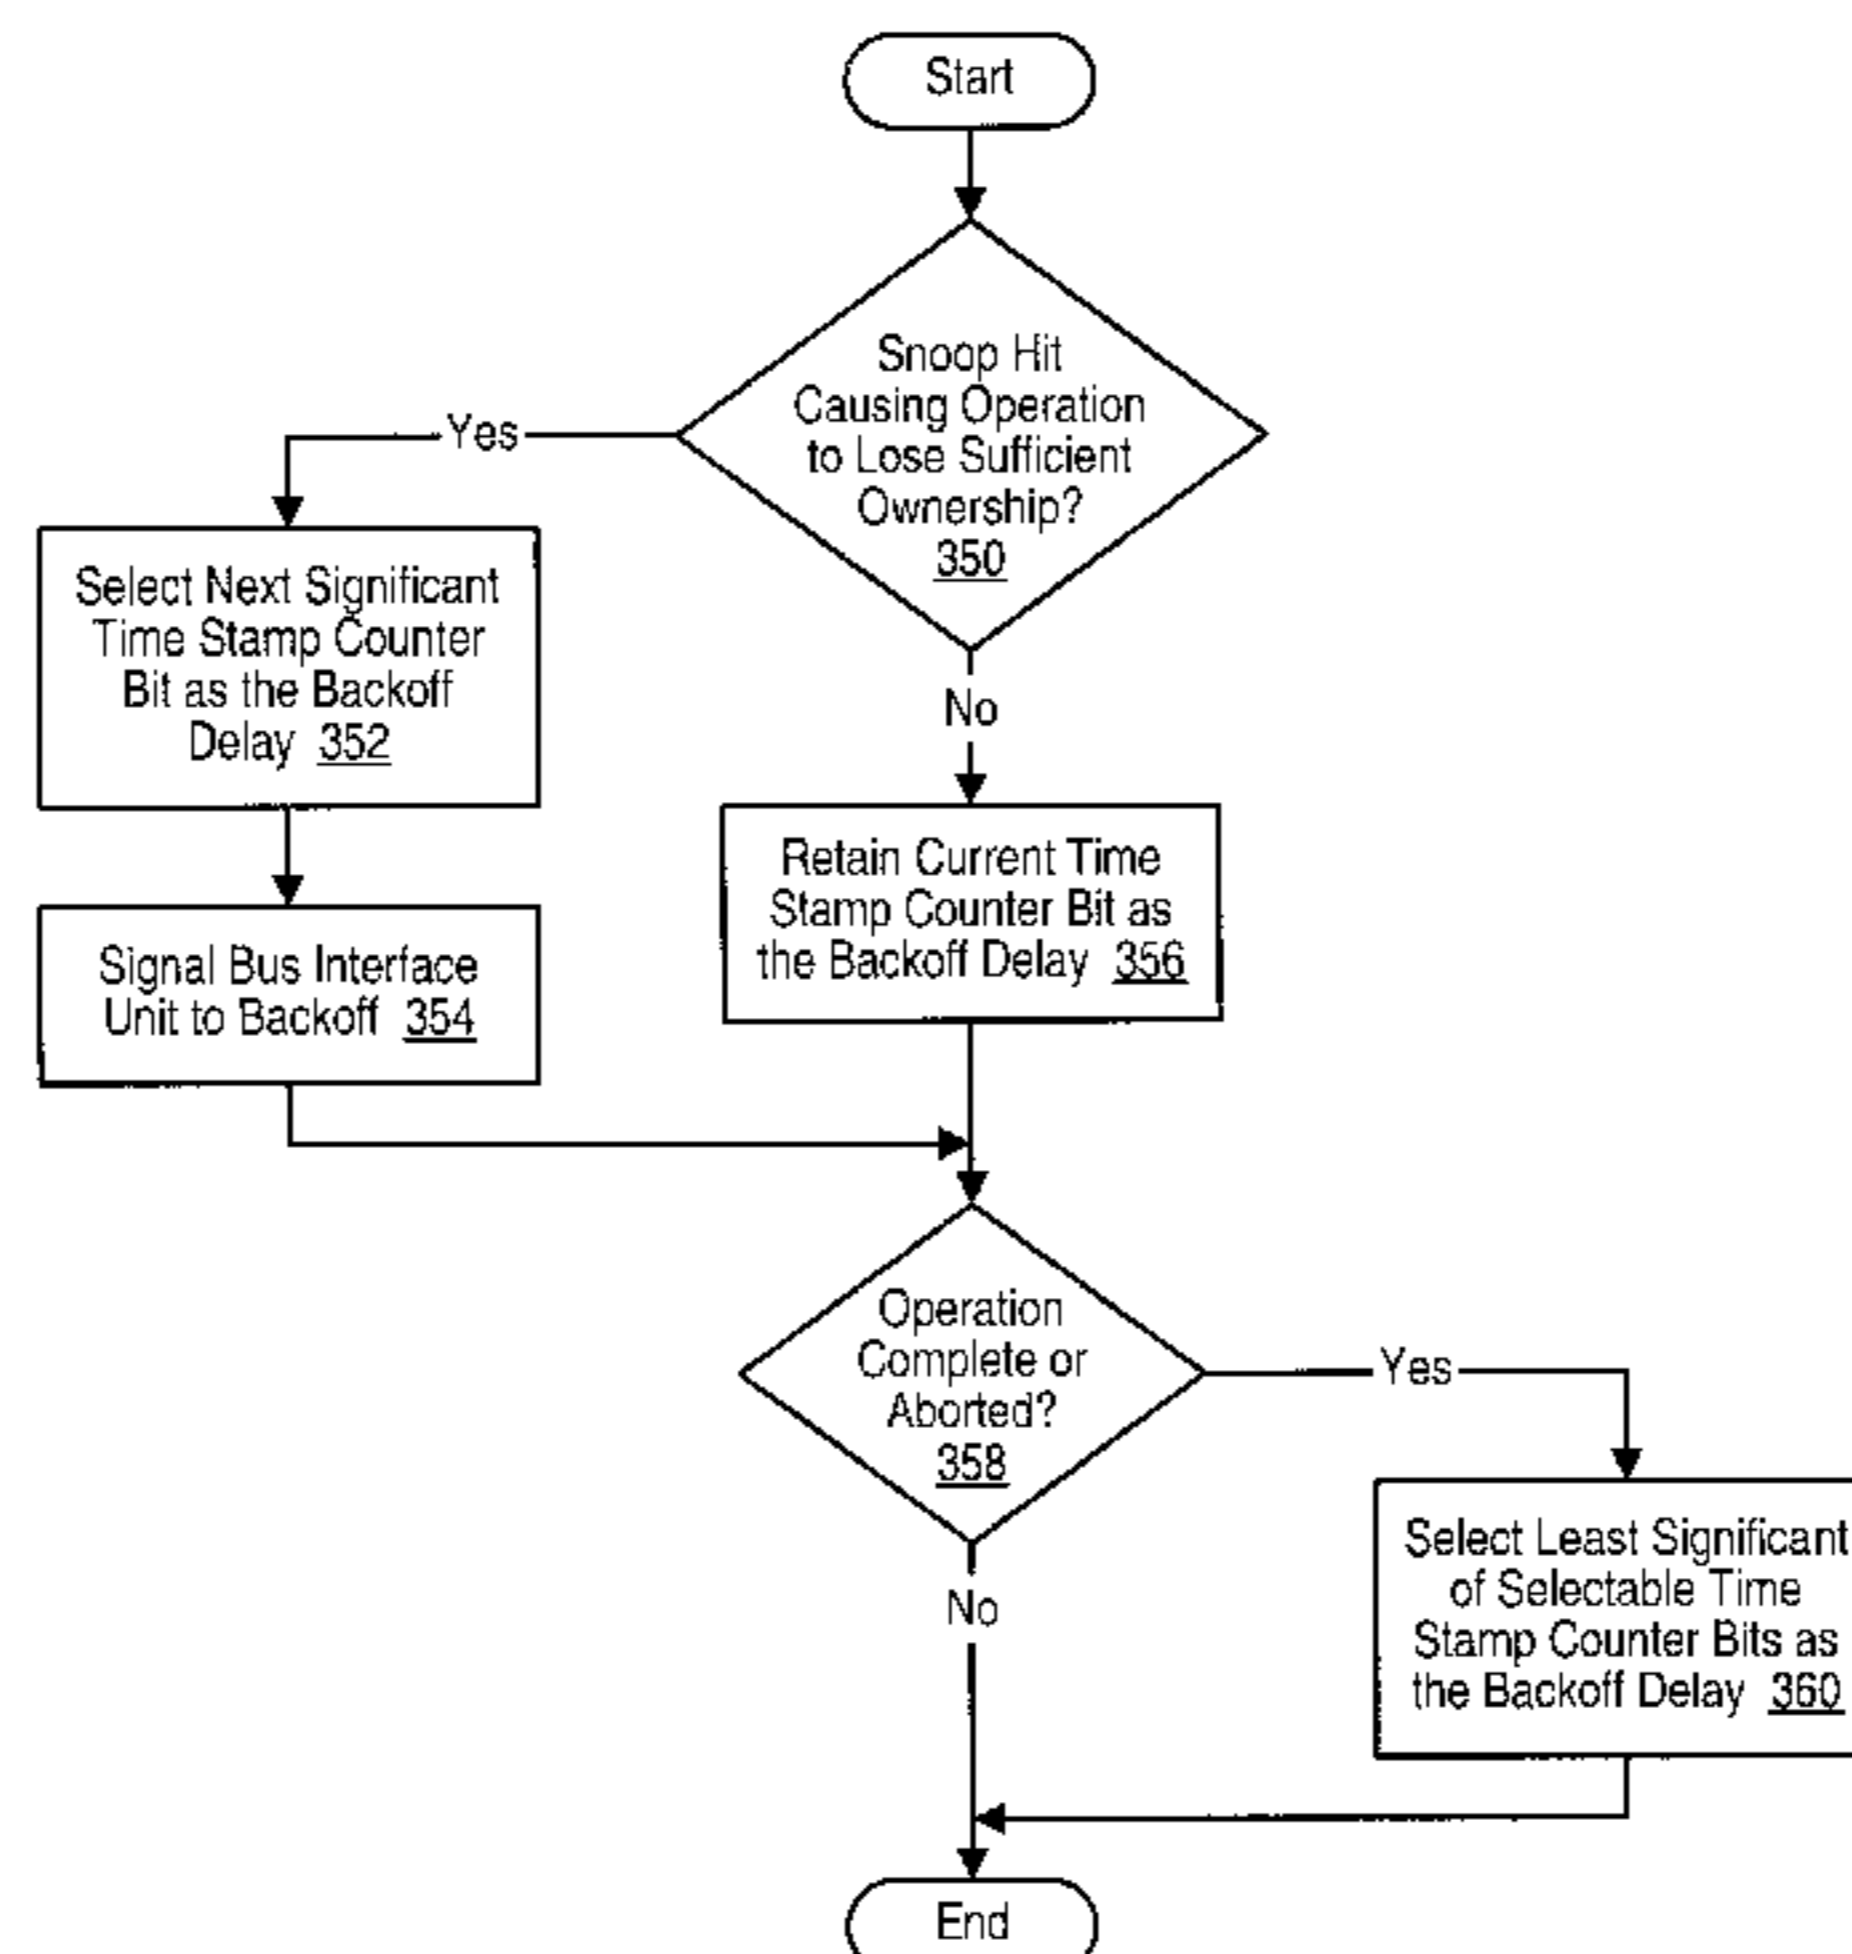 Start
Snoop Hit
Causing Operation
to Lose Sufficient
Ownership?
350
Yes
Select Next Significant
Time Stamp Counter
Bit as the Backoff
Delay 352
No
Retain Current Time
Stamp Counter Bit as
the Backoff Delay 356
Signal Bus Interface
Unit to Backoff 354
Operation
Complete or
Aborted?
358
Yes
No
Select Least Significant
of Selectable Time
Stamp Counter Bits as
the Backoff Delay 360
End